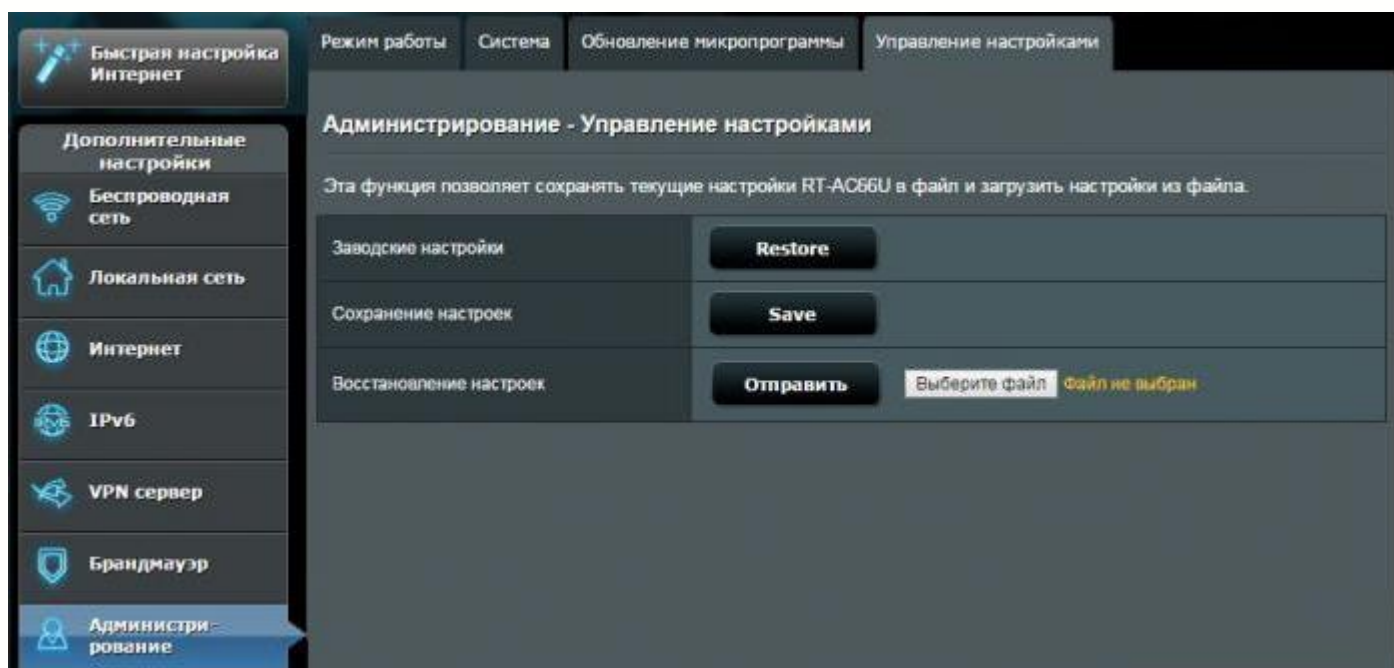 Быстрая настройка
Интернет
Режим работы
Система
Обновление микропрограммы
Управление настройками
Дополнительные
настройки
Беспроводная
сеть
Локальная сеть
Интернет
IPv6
VPN сервер
Брандмауэр
Администри-
рование
Администрирование - Управление настройками
Эта функция позволяет сохранять текущие настройки RT-AC66U в файл и загрузить настройки из файла.
Заводские настройки
Restore
Сохранение настроек
Save
Восстановление настроек
Отправить
Выберите файл
Файл не выбран